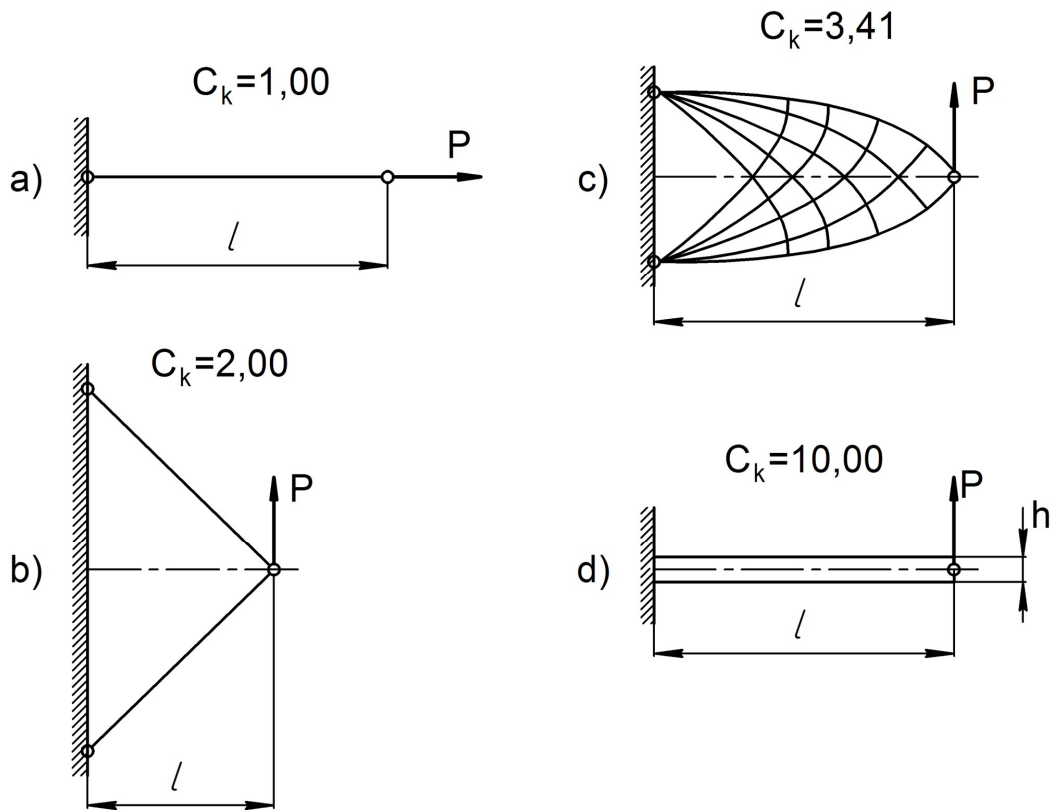 a)
C_k=1,00
P
l
b)
C_k=2,00
P
l
c)
C_k=3,41
P
l
d)
C_k=10,00
P
h
l